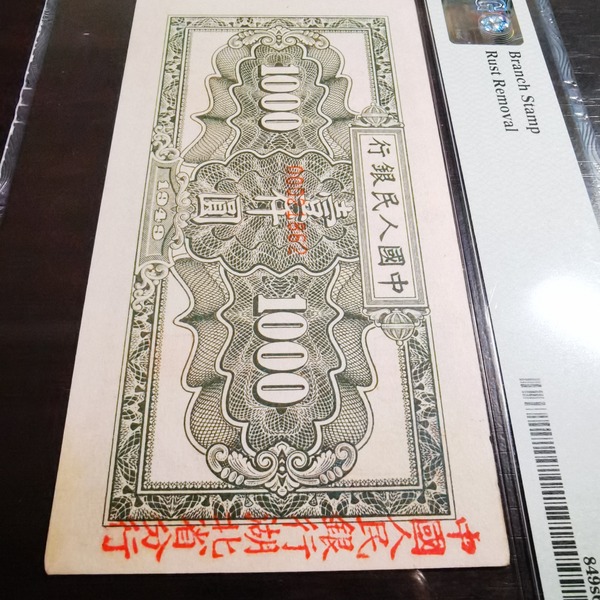 Branch Stamp
Rust Removal
中國人民銀行
1000
壹仟圓
1000
1949
中國人民銀行湖北省分行